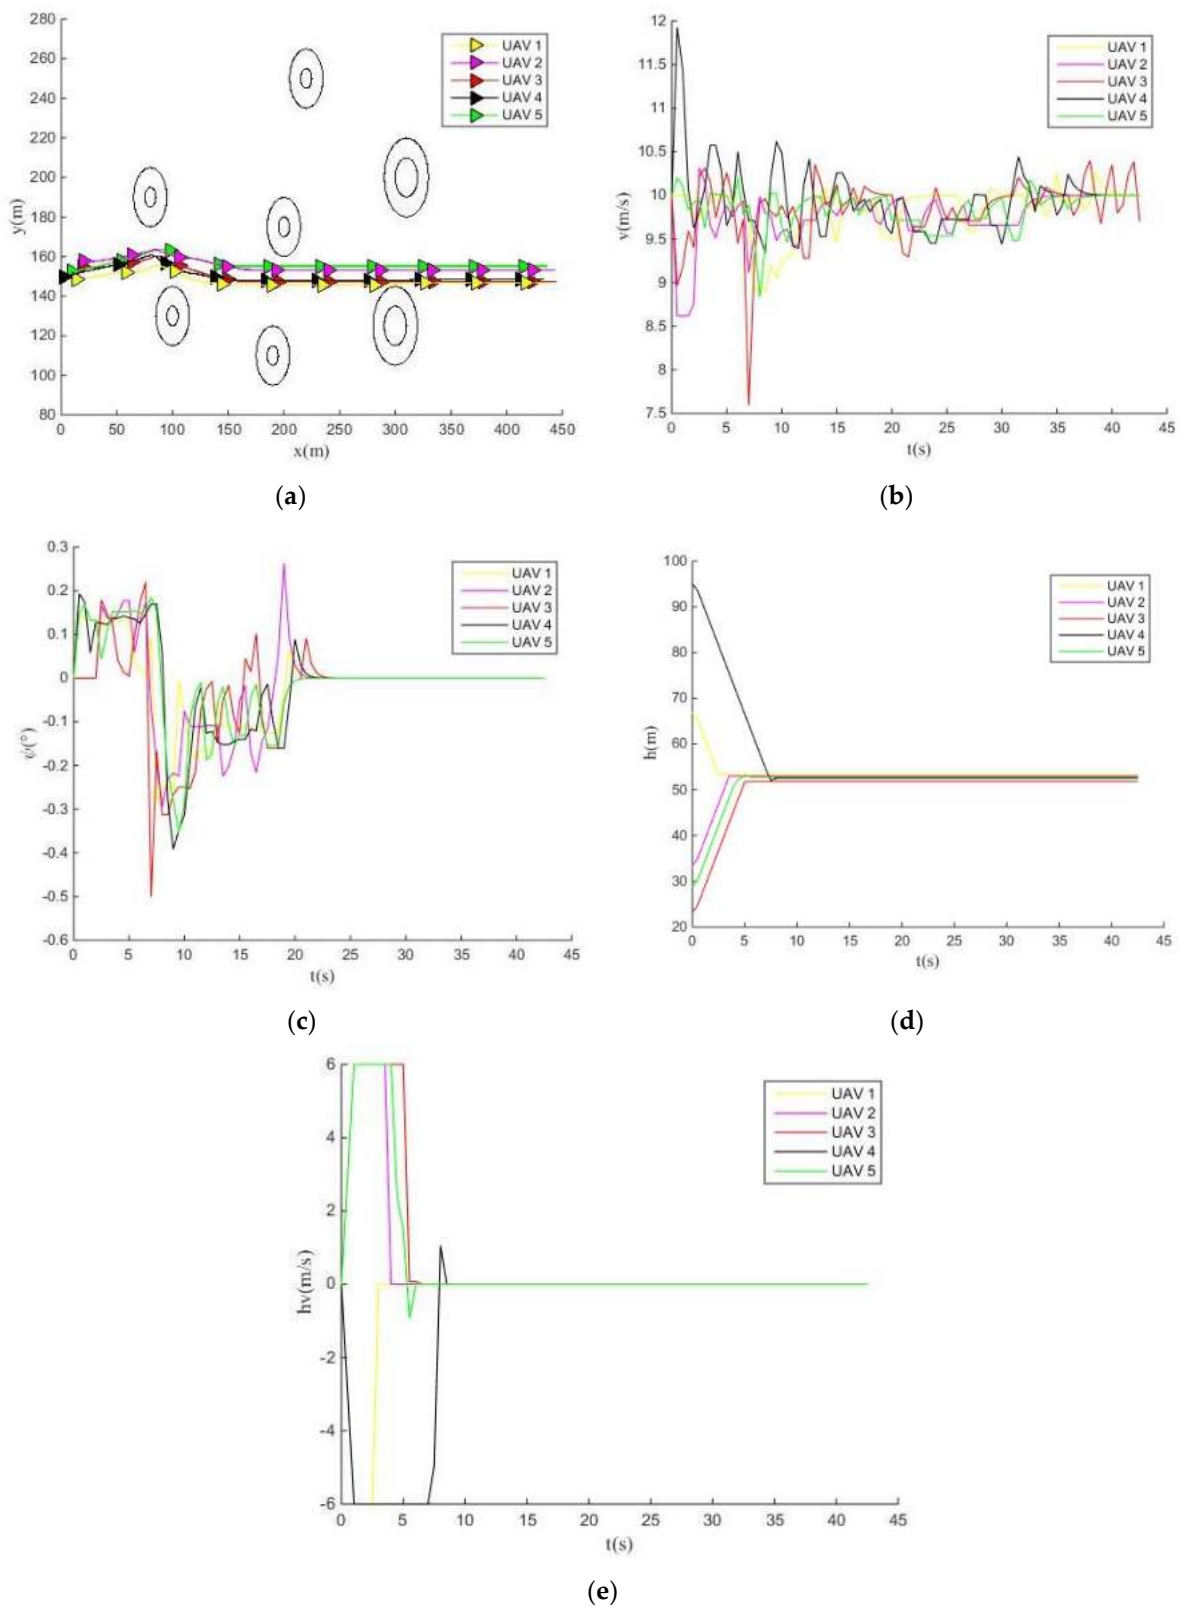 280
260
240
220
200
180
160
140
120
100
80
y(m)
0 50 100 150 200 250 300 350 400 450
x(m)
UAV 1
UAV 2
UAV 3
UAV 4
UAV 5
(a)
12
11.5
11
10.5
10
9.5
9
8.5
8
7.5
v(m/s)
0 5 10 15 20 25 30 35 40 45
t(s)
UAV 1
UAV 2
UAV 3
UAV 4
UAV 5
(b)
0.3
0.2
0.1
0
-0.1
-0.2
-0.3
-0.4
-0.5
-0.6
ψ(°)
0 5 10 15 20 25 30 35 40 45
t(s)
UAV 1
UAV 2
UAV 3
UAV 4
UAV 5
(c)
100
90
80
70
60
50
40
30
20
h(m)
0 5 10 15 20 25 30 35 40 45
t(s)
UAV 1
UAV 2
UAV 3
UAV 4
UAV 5
(d)
6
4
2
0
-2
-4
-6
hv(m/s)
0 5 10 15 20 25 30 35 40 45
t(s)
UAV 1
UAV 2
UAV 3
UAV 4
UAV 5
(e)